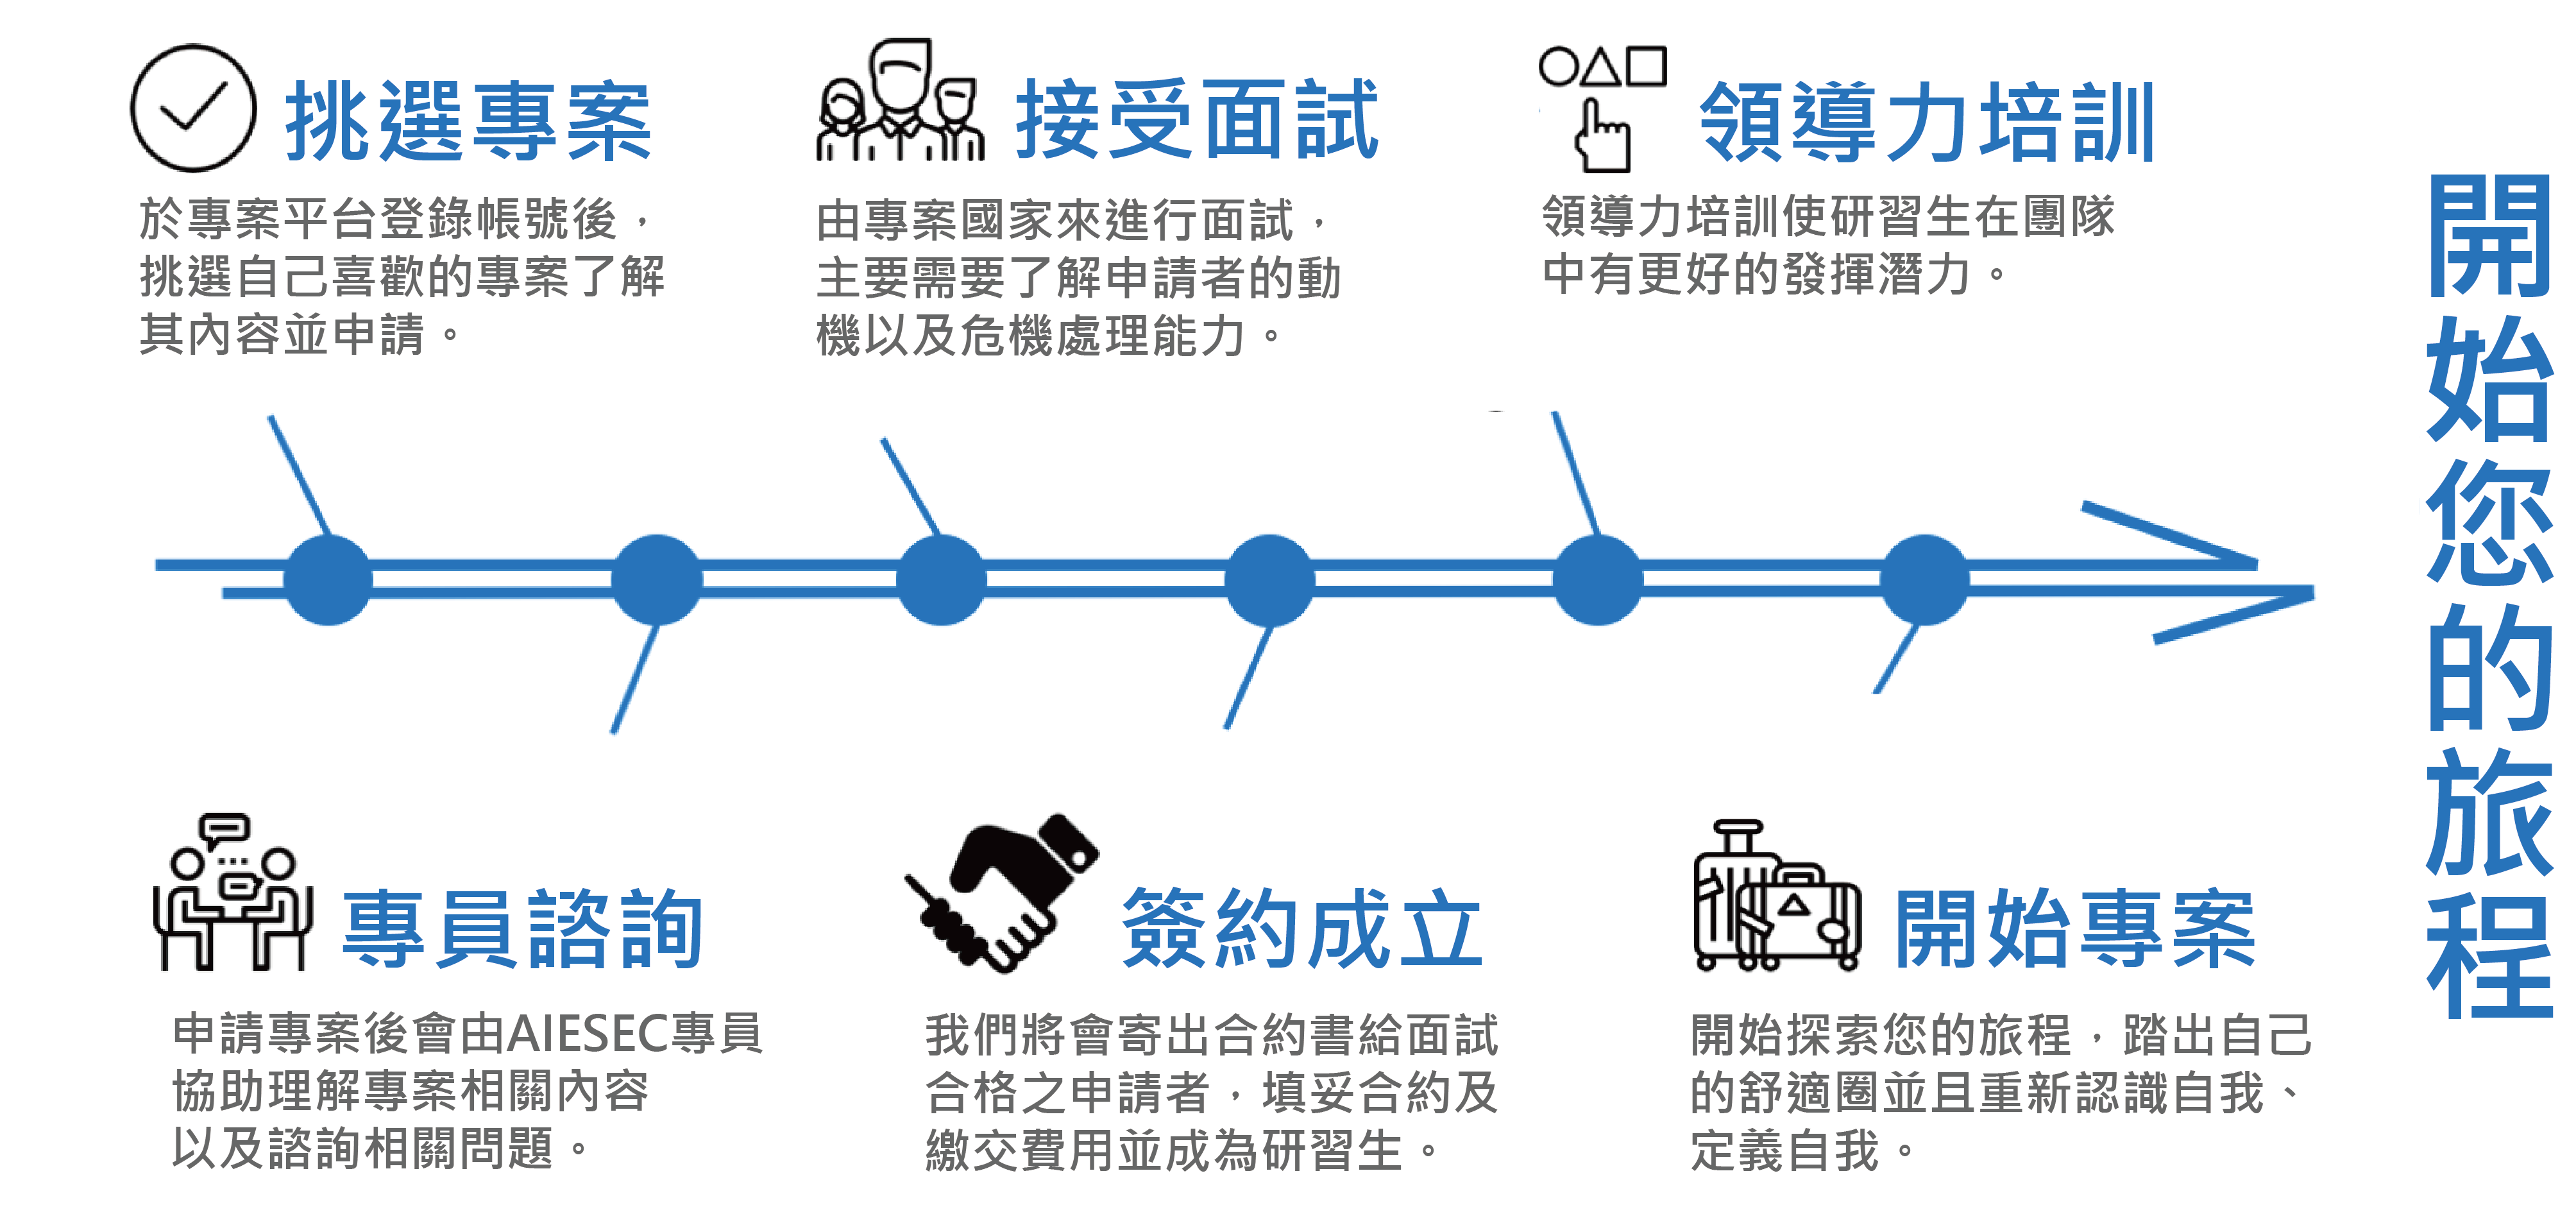 挑選專案
於專案平台登錄帳號後，
挑選自己喜歡的專案了解
其內容並申請。
接受面試
由專案國家來進行面試，
主要需要了解申請者的動
機以及危機處理能力。
領導力培訓
領導力培訓使研習生在團隊
中有更好的發揮潛力。
專員諮詢
申請專案後會由AIESEC專員
協助理解專案相關內容
以及諮詢相關問題。
簽約成立
我們將會寄出合約書給面試
合格之申請者，填妥合約及
繳交費用並成為研習生。
開始專案
開始探索您的旅程，踏出自己
的舒適圈並且重新認識自我、
定義自我。
開始您的旅程